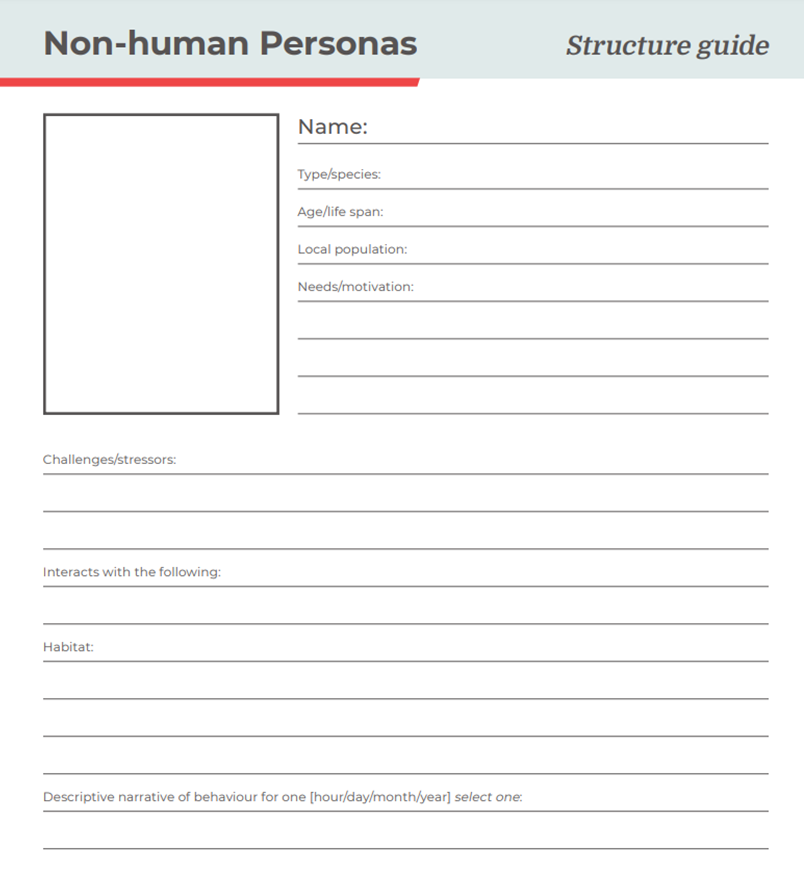 Non-human Personas
Structure guide
Name:
Type/species:
Age/life span:
Local population:
Needs/motivation:
Challenges/stressors:
Interacts with the following:
Habitat:
Descriptive narrative of behaviour for one [hour/day/month/year] select one: